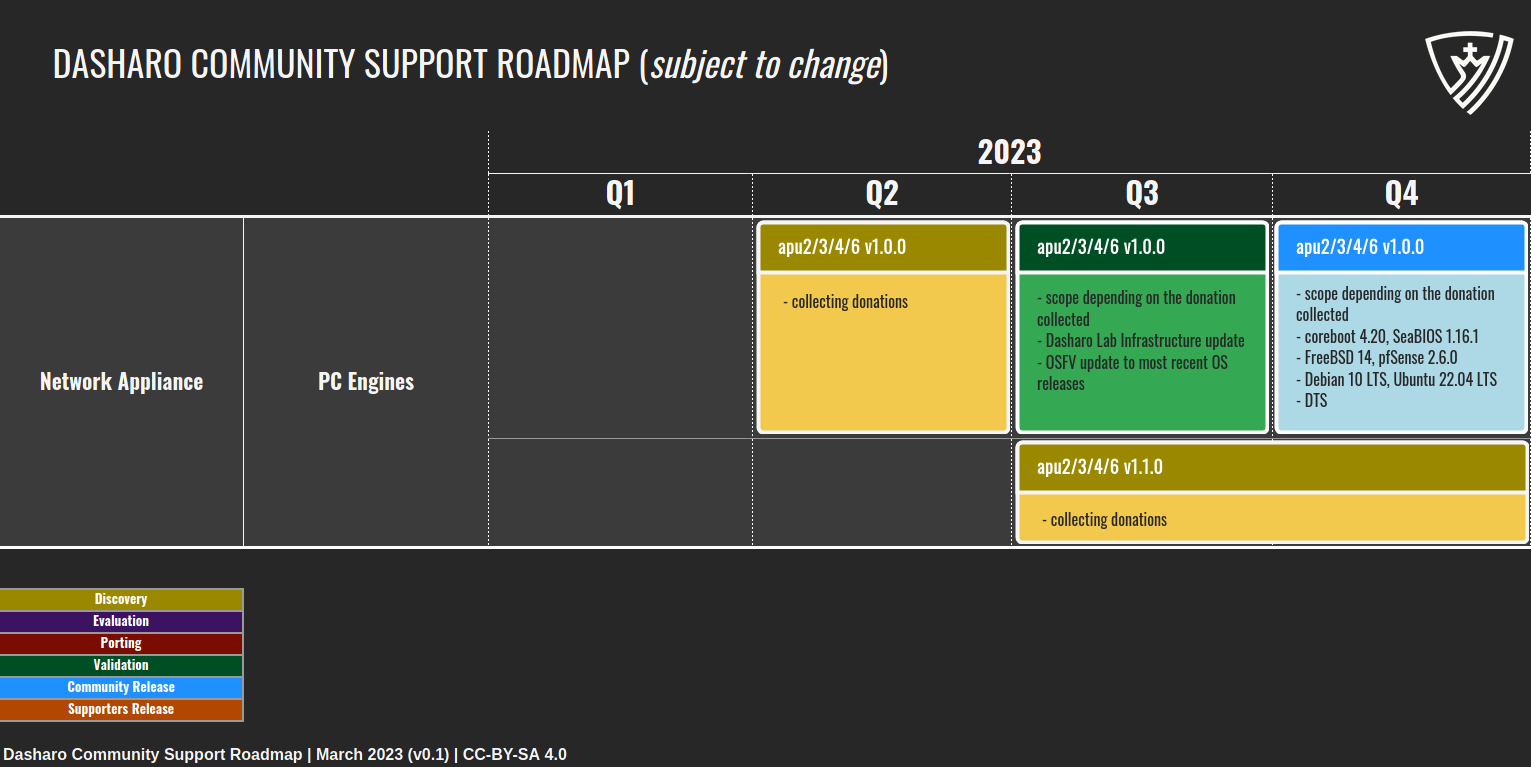 DASHARO COMMUNITY SUPPORT ROADMAP (subject to change)
2023
Q1 Q2 Q3 Q4
Network Appliance
PC Engines
apu2/3/4/6 v1.0.0
- collecting donations
apu2/3/4/6 v1.0.0
- scope depending on the donation
collected
- Dasharo Lab Infrastructure update
- OSFV update to most recent OS
releases
apu2/3/4/6 v1.0.0
- scope depending on the donation
collected
- coreboot 4.20, SeaBIOS 1.16.1
- FreeBSD 14, pfSense 2.6.0
- Debian 10 LTS, Ubuntu 22.04 LTS
- DTS
apu2/3/4/6 v1.1.0
- collecting donations
Discovery
Evaluation
Porting
Validation
Community Release
Supporters Release
Dasharo Community Support Roadmap | March 2023 (v0.1) | CC-BY-SA 4.0